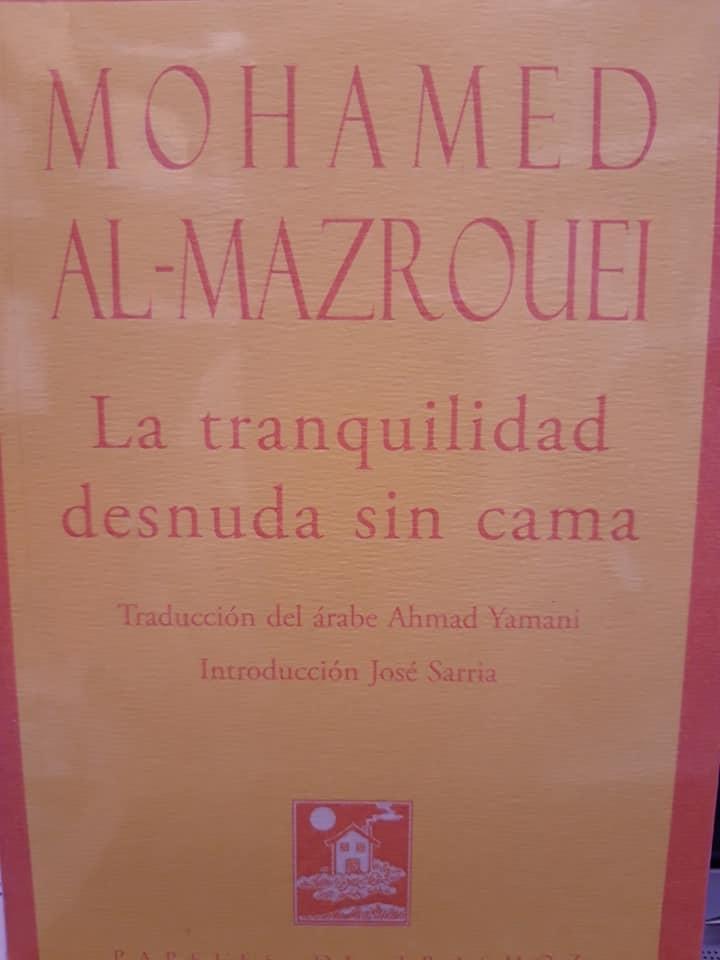 MOHAMED
AL-MAZROUEI
La tranquilidad
desnuda sin cama
Traducción del árabe Ahmad Yamani
Introducción José Sarria